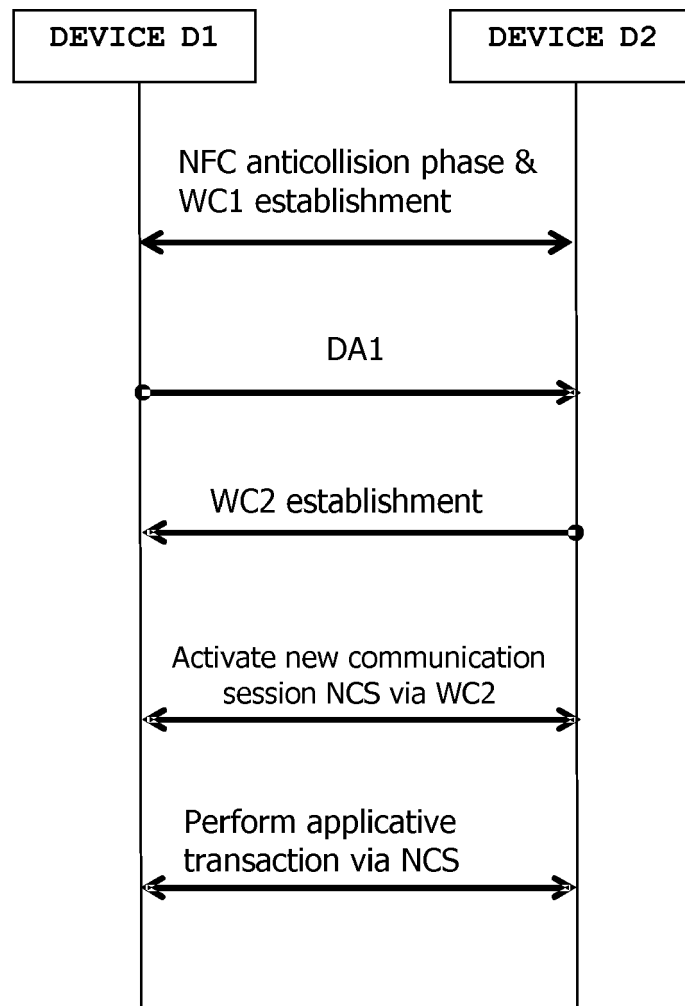 DEVICE D1
DEVICE D2
NFC anticollision phase &
WC1 establishment
DA1
WC2 establishment
Activate new communication
session NCS via WC2
Perform applicative
transaction via NCS